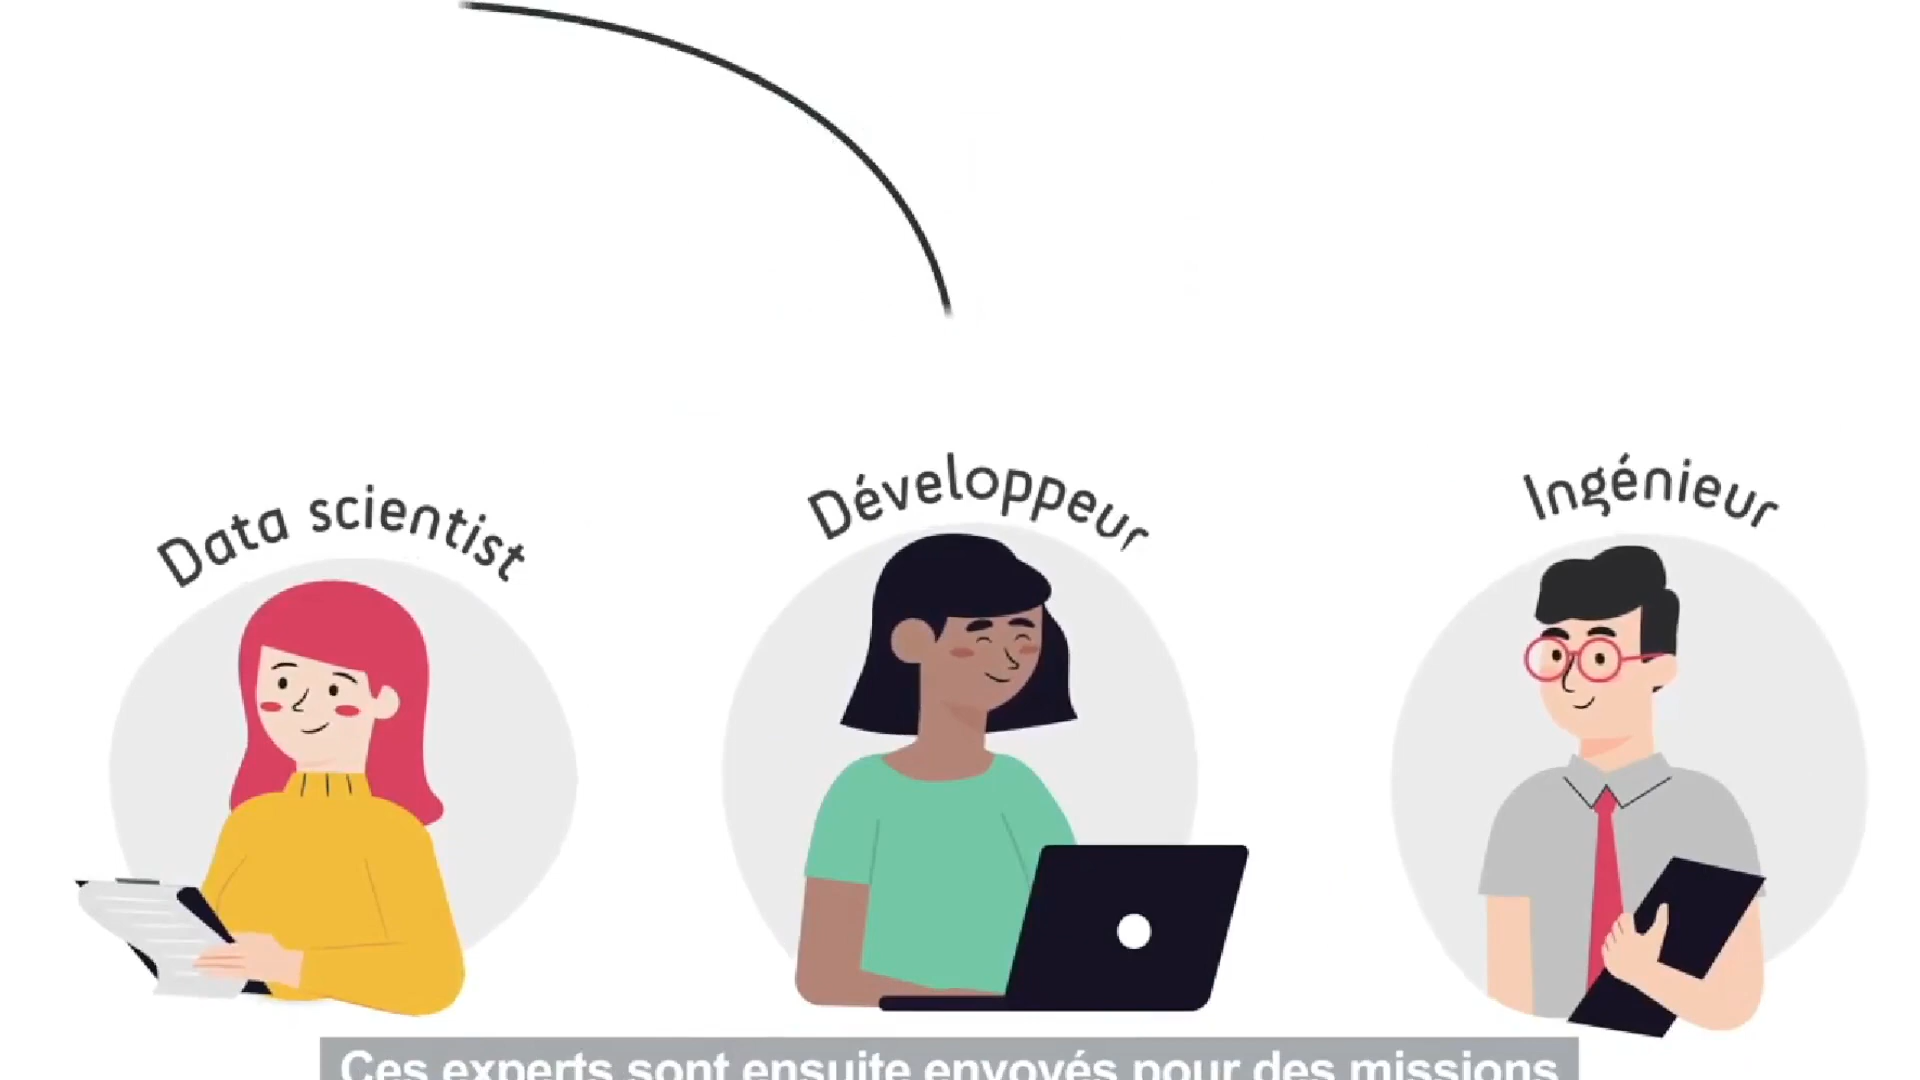 Data scientist
Développeur
Ingénieur
Ces experts sont ensuite envoyés pour des missions